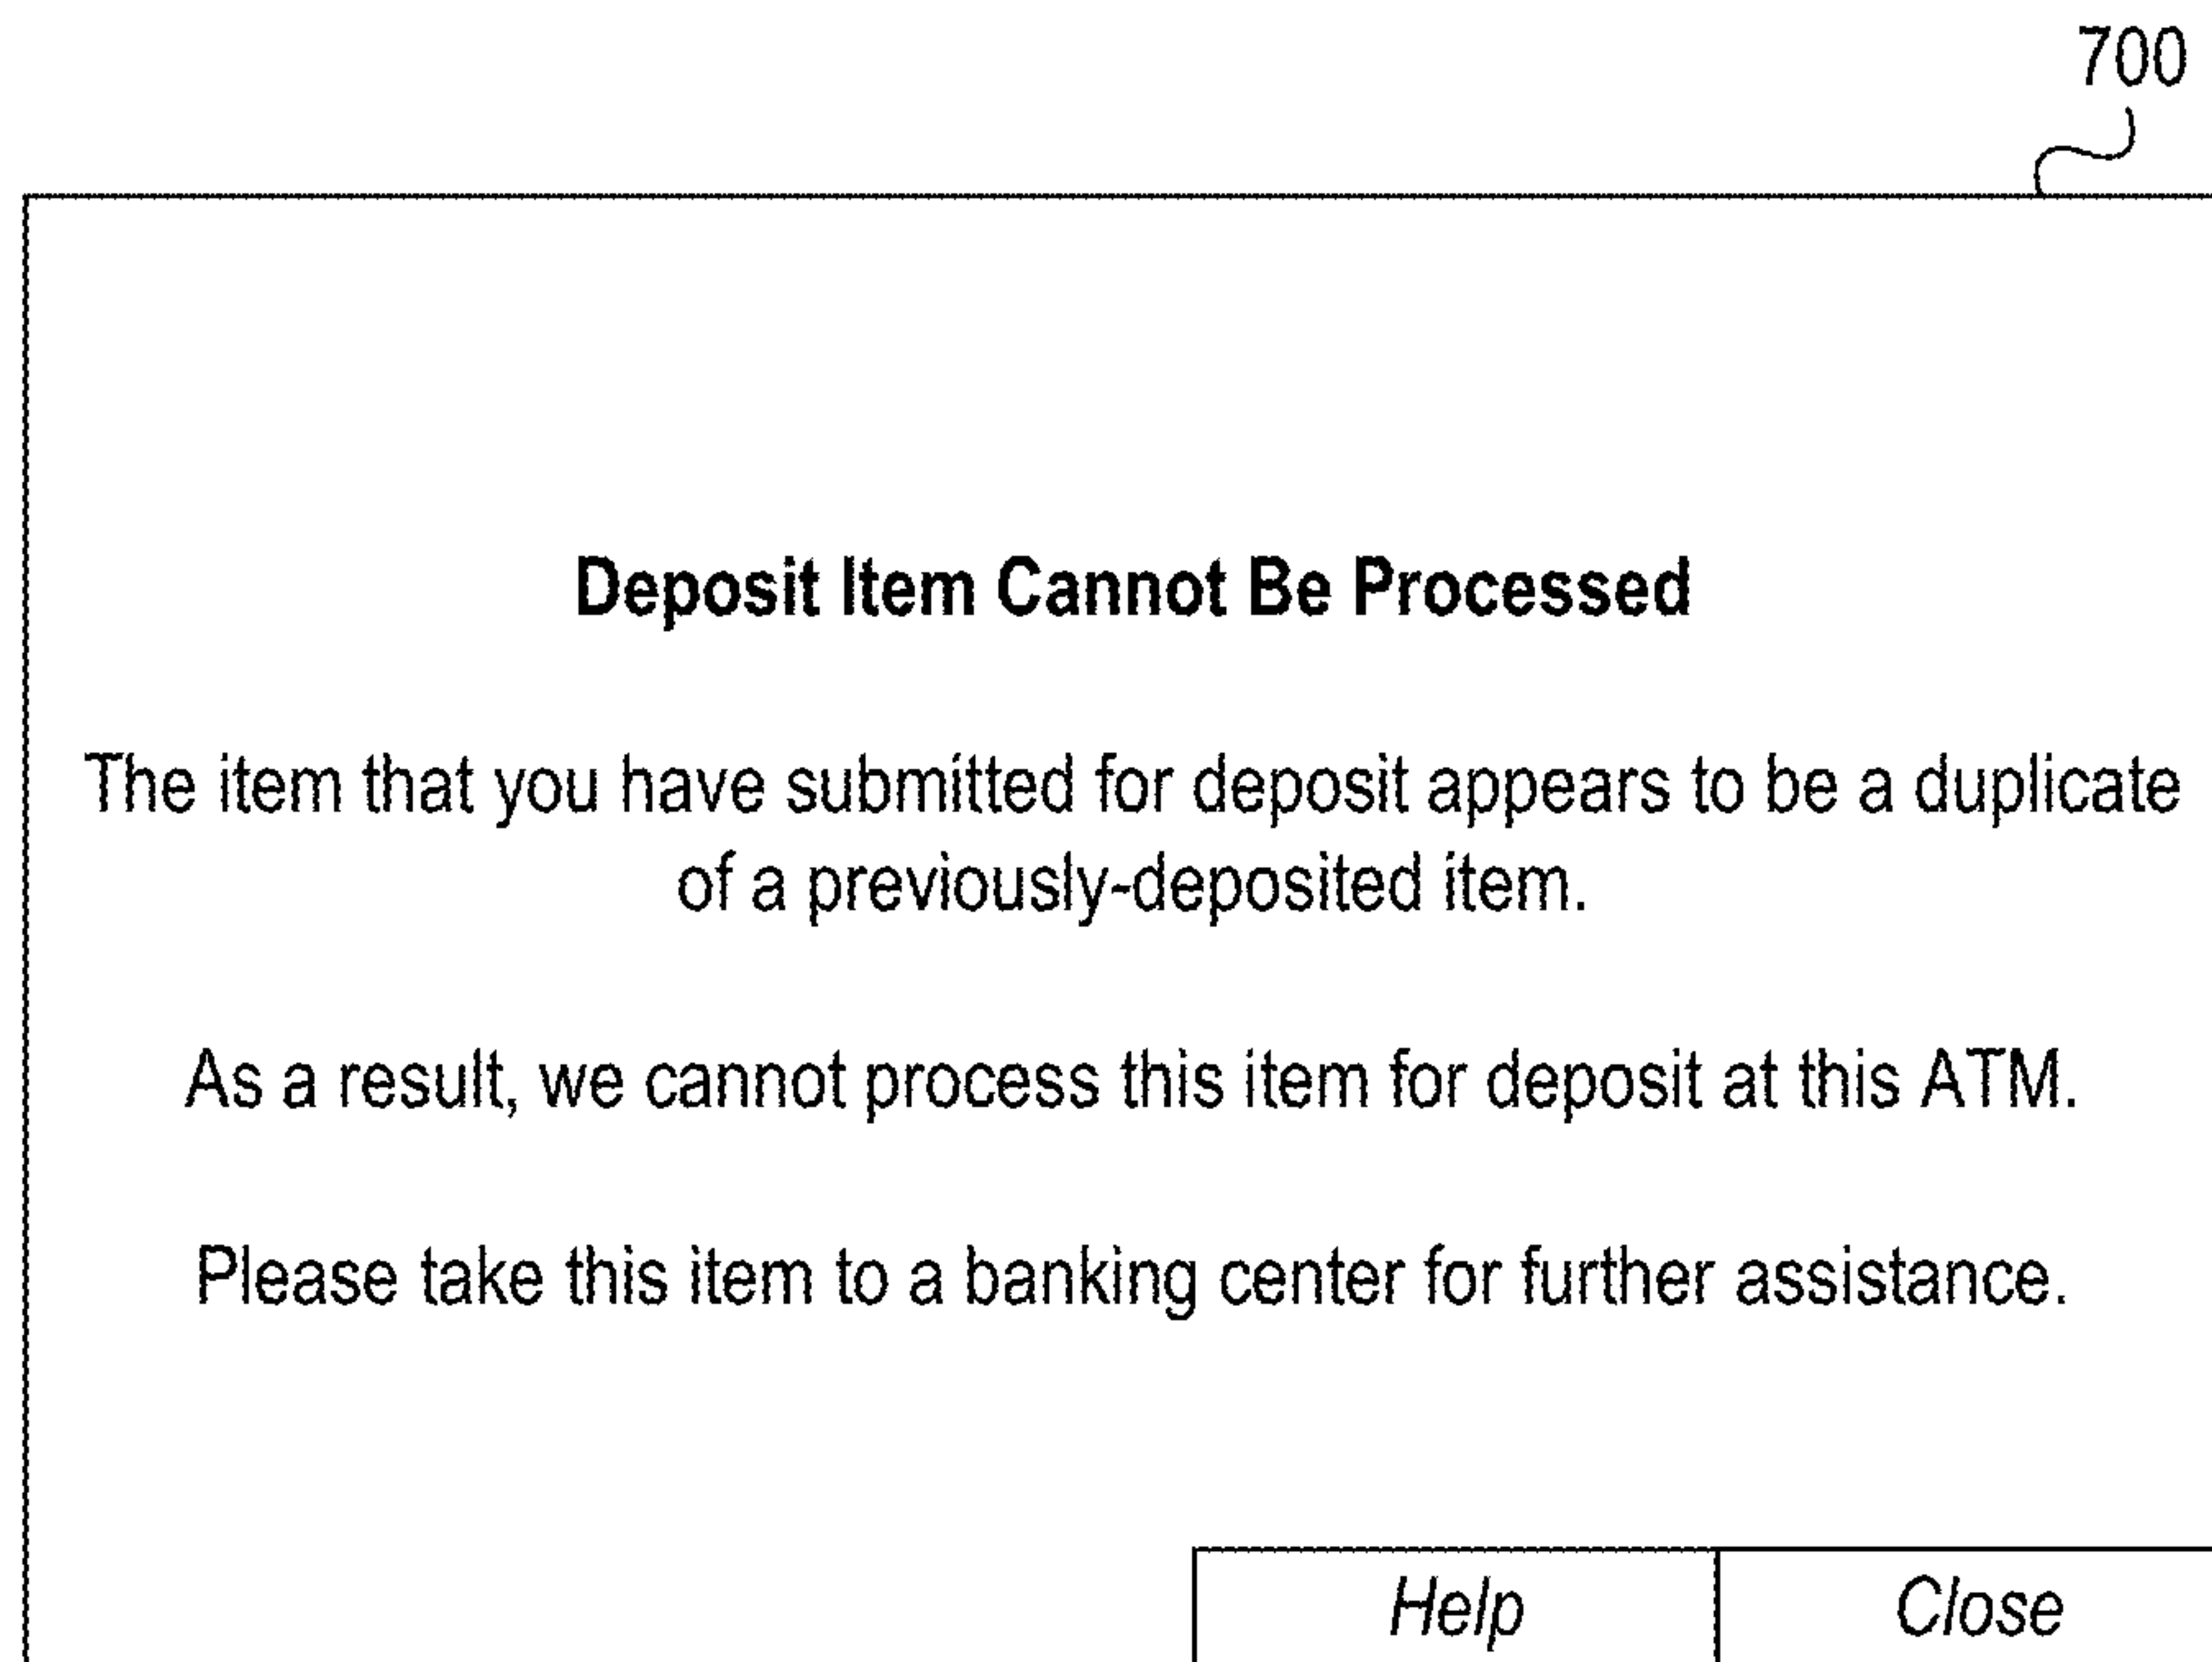 700
Deposit Item Cannot Be Processed
The item that you have submitted for deposit appears to be a duplicate
of a previously-deposited item.
As a result, we cannot process this item for deposit at this ATM.
Please take this item to a banking center for further assistance.
Help
Close